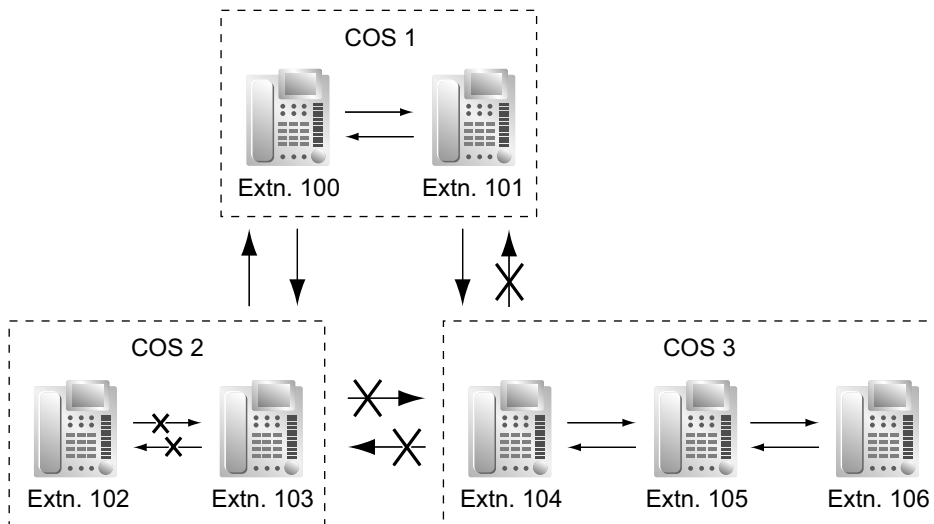 COS 1
Extn. 100
Extn. 101
COS 2
Extn. 102
Extn. 103
COS 3
Extn. 104
Extn. 105
Extn. 106